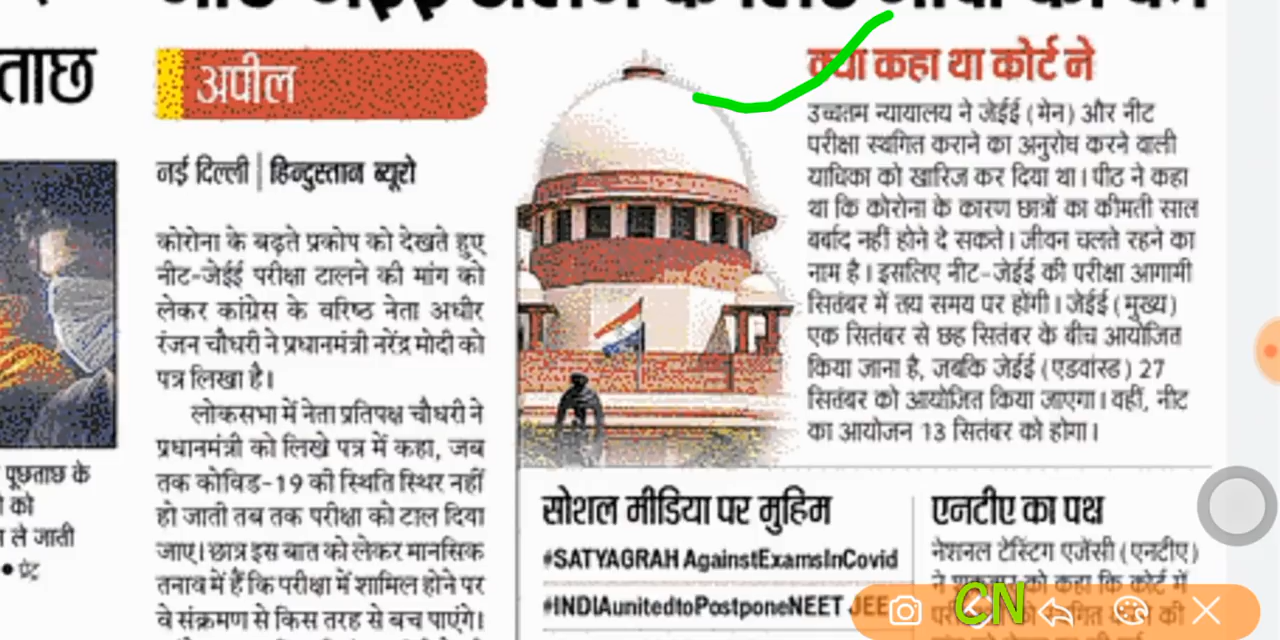 ताछ
अपील
नई दिल्ली | हिन्दुस्तान ब्यूरो
कोरोना के बढ़ते प्रकोप को देखते हुए
नीट-जेईई परीक्षा टालने की मांग को
लेकर कांग्रेस के वरिष्ठ नेता अधीर
रंजन चौधरी ने प्रधानमंत्री नरेंद्र मोदी को
पत्र लिखा है।
लोकसभा में नेता प्रतिपक्ष चौधरी ने
प्रधानमंत्री को लिखे पत्र में कहा, जब
तक कोविड-19 की स्थिति स्थिर नहीं
हो जाती तब तक परीक्षा को टाल दिया
जाए। छात्र इस बात को लेकर मानसिक
तनाव में हैं कि परीक्षा में शामिल होने पर
वे संक्रमण से किस तरह से बच पाएंगे।
क्या कहा था कोर्ट ने
उच्चतम न्यायालय ने जेईई (मेन) और नीट
परीक्षा स्थगित कराने का अनुरोध करने वाली
याचिका को खारिज कर दिया था। पीठ ने कहा
था कि कोरोना के कारण छात्रों का कीमती साल
बर्बाद नहीं होने दे सकते। जीवन चलते रहने का
नाम है। इसलिए नीट-जेईई की परीक्षा आगामी
सितंबर में तय समय पर होंगी। जेईई (मुख्य)
एक सितंबर से छह सितंबर के बीच आयोजित
किया जाना है, जबकि जेईई (एडवांस्ड) 27
सितंबर को आयोजित किया जाएगा। वहीं, नीट
का आयोजन 13 सितंबर को होगा।
पूछताछ के
को
ले जाती
• प्रेट्र
सोशल मीडिया पर मुहिम
#SATYAGRAH AgainstExamsInCovid
#INDIAunitedtoPostponeNEET JEE
एनटीए का पक्ष
नेशनल टेस्टिंग एजेंसी (एनटीए)
ने को कहा कि कोर्ट में
CN